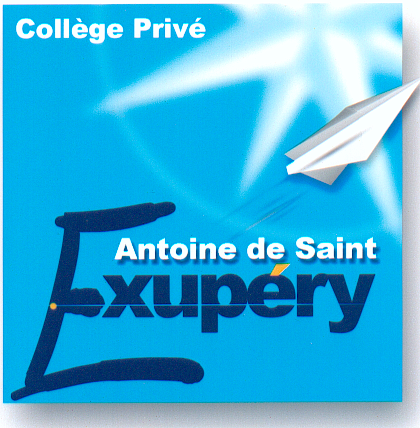 Collège Privé
Antoine de Saint
Exupéry